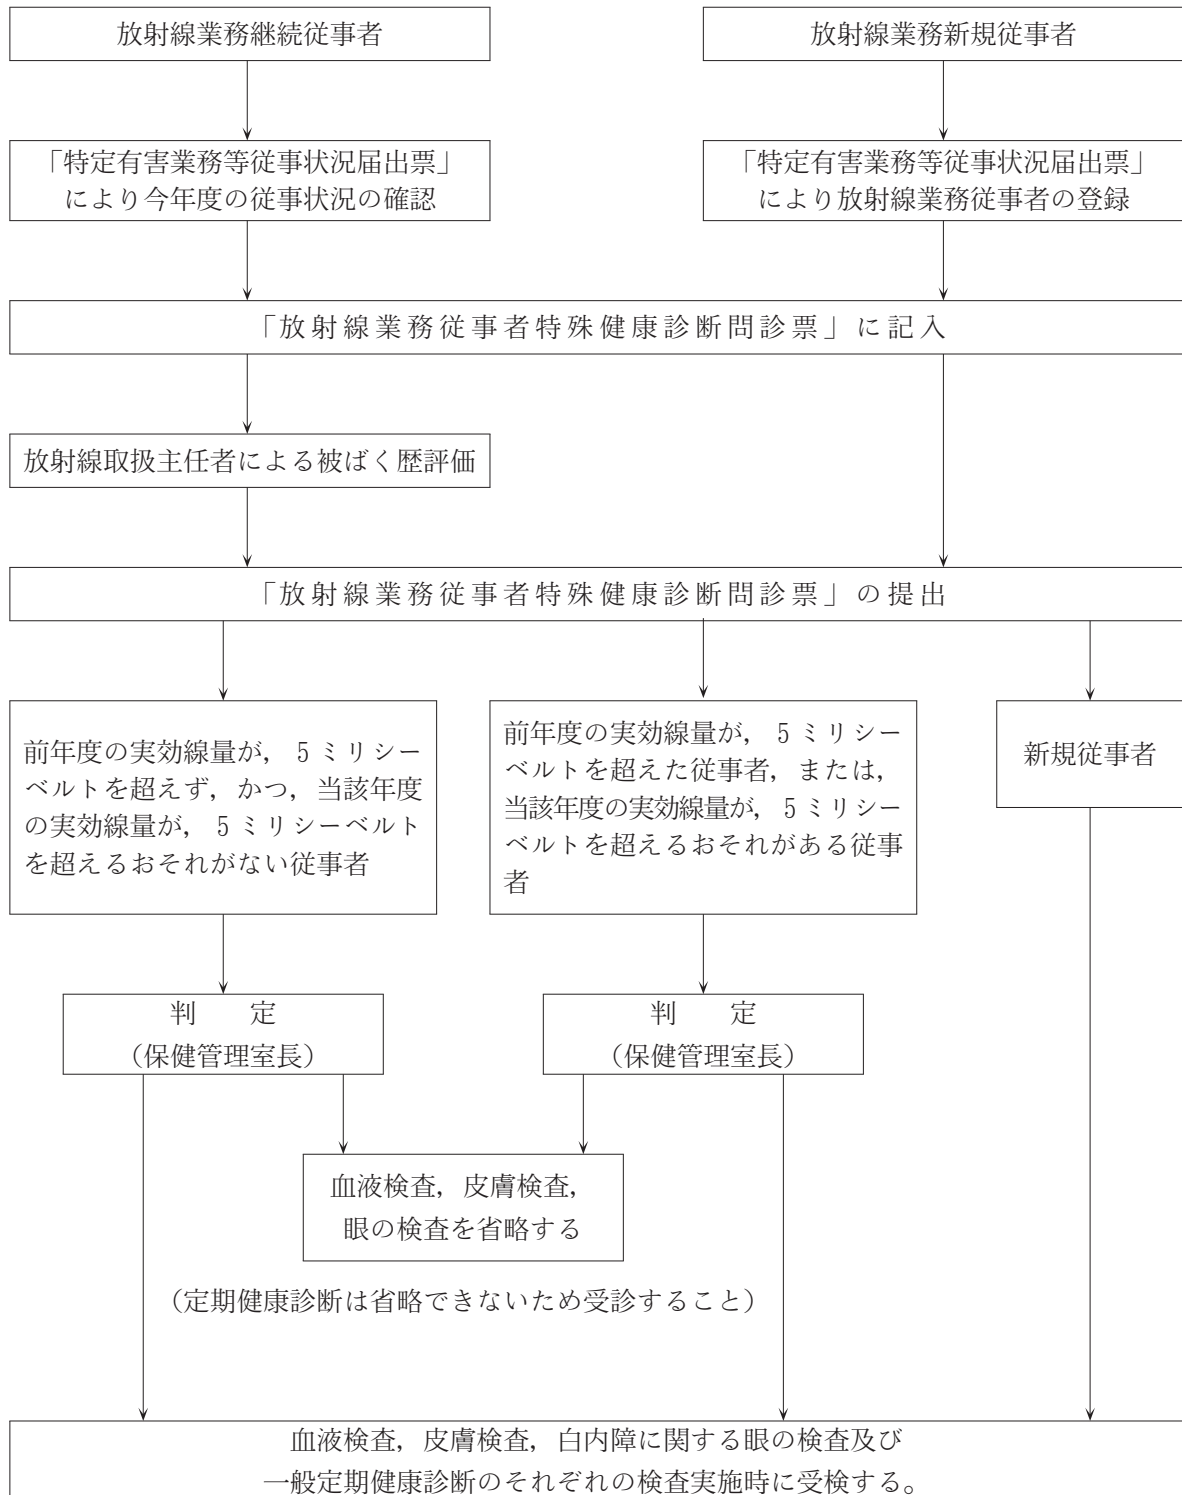 放射線業務継続従事者
放射線業務新規従事者
「特定有害業務等従事状況届出票」
により今年度の従事状況の確認
「特定有害業務等従事状況届出票」
により放射線業務従事者の登録
「放射線業務従事者特殊健康診断問診票」に記入
放射線取扱主任者による被ばく歴評価
「放射線業務従事者特殊健康診断問診票」の提出
前年度の実効線量が，5ミリシー
ベルトを超えず，かつ，当該年度
の実効線量が，5ミリシーベルト
を超えるおそれがない従事者
前年度の実効線量が，5ミリシー
ベルトを超えた従事者，または，
当該年度の実効線量が，5ミリシー
ベルトを超えるおそれがある従事
者
新規従事者
判　　定
（保健管理室長）
判　　定
（保健管理室長）
血液検査，皮膚検査，
眼の検査を省略する
（定期健康診断は省略できないため受診すること）
血液検査，皮膚検査，白内障に関する眼の検査及び
一般定期健康診断のそれぞれの検査実施時に受検する。